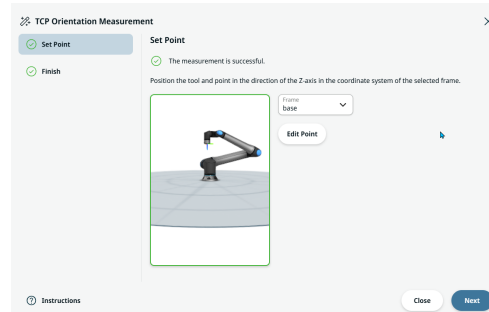 TCP Orientation Measurement
Set Point
Finish
Set Point
The measurement is successful.
Position the tool and point in the direction of the Z-axis in the coordinate system of the selected frame.
Frame
base
Edit Point
Instructions
Close
Next